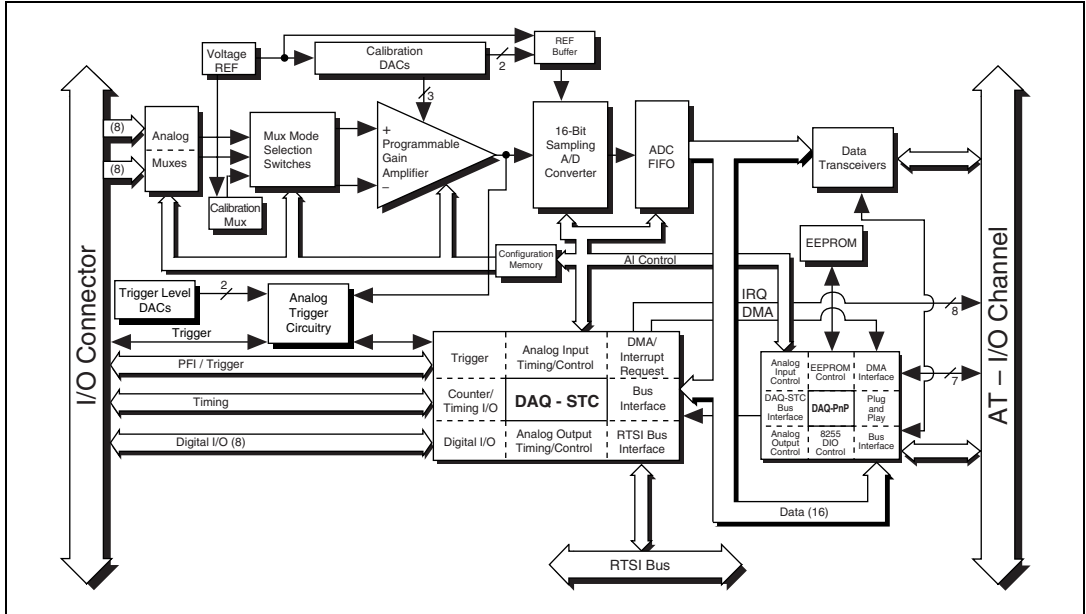 Voltage
REF
Calibration
DACs
2
REF
Buffer
3
(8)
(8)
Analog
Muxes
Mux Mode
Selection
Switches
+
Programmable
Gain
Amplifier
–
16-Bit
Sampling
A/D
Converter
ADC
FIFO
Data
Transceivers
Calibration
Mux
Configuration
Memory
AI Control
EEPROM
I/O Connector
AT – I/O Channel
Trigger Level
DACs
2
Analog
Trigger
Circuitry
Trigger
IRQ
DMA
8
PFI / Trigger
Timing
Digital I/O (8)
Trigger
Analog Input
Timing/Control
DMA/
Interrupt
Request
Counter/
Timing I/O
DAQ - STC
Bus
Interface
Digital I/O
Analog Output
Timing/Control
RTSI Bus
Interface
Analog
Input
Control
EEPROM
Control
DMA
Interface
7
DAQ-STC
Bus
Interface
DAQ-PnP
Plug
and
Play
Analog
Output
Control
8255
DIO
Control
Bus
Interface
Data (16)
RTSI Bus